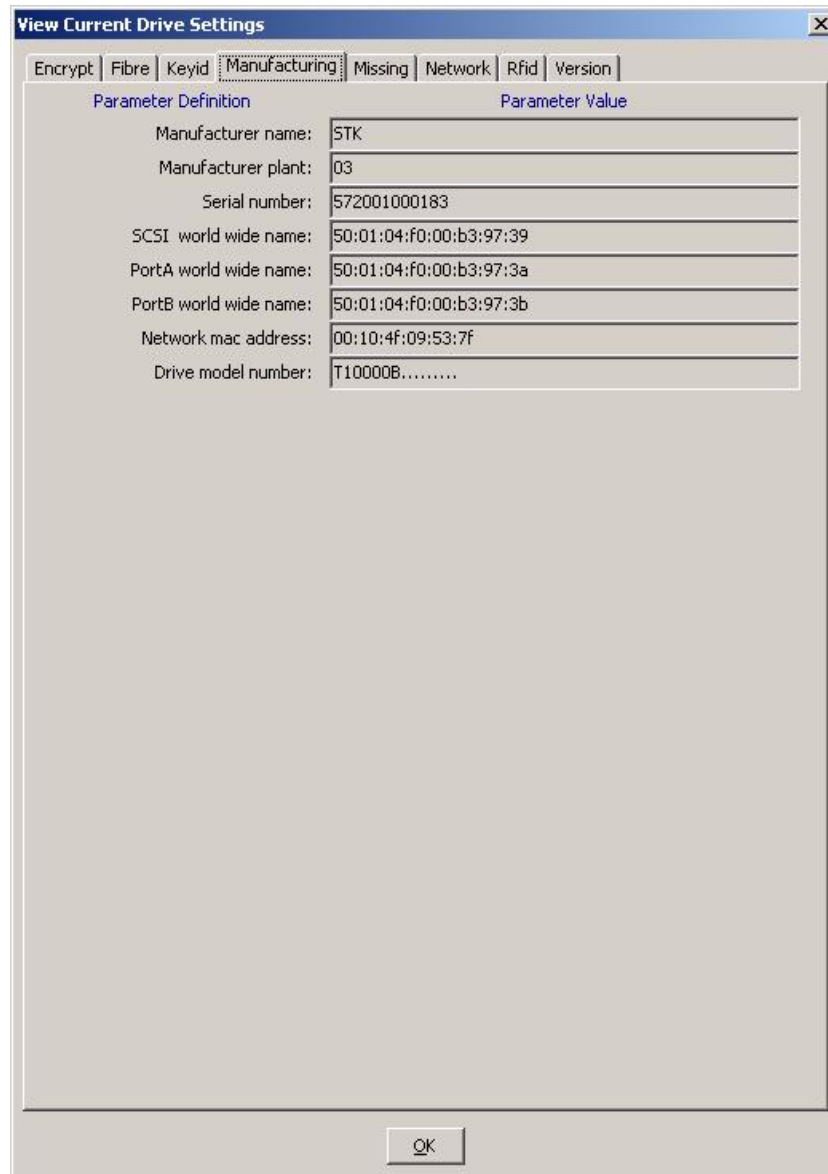 View Current Drive Settings
Encrypt Fibre Keyid Manufacturing Missing Network Rfid Version
Parameter Definition Parameter Value
Manufacturer name: STK
Manufacturer plant: 03
Serial number: 572001000183
SCSI world wide name: 50:01:04:f0:00:b3:97:39
PortA world wide name: 50:01:04:f0:00:b3:97:3a
PortB world wide name: 50:01:04:f0:00:b3:97:3b
Network mac address: 00:10:4f:09:53:7f
Drive model number: T10000B.........
OK